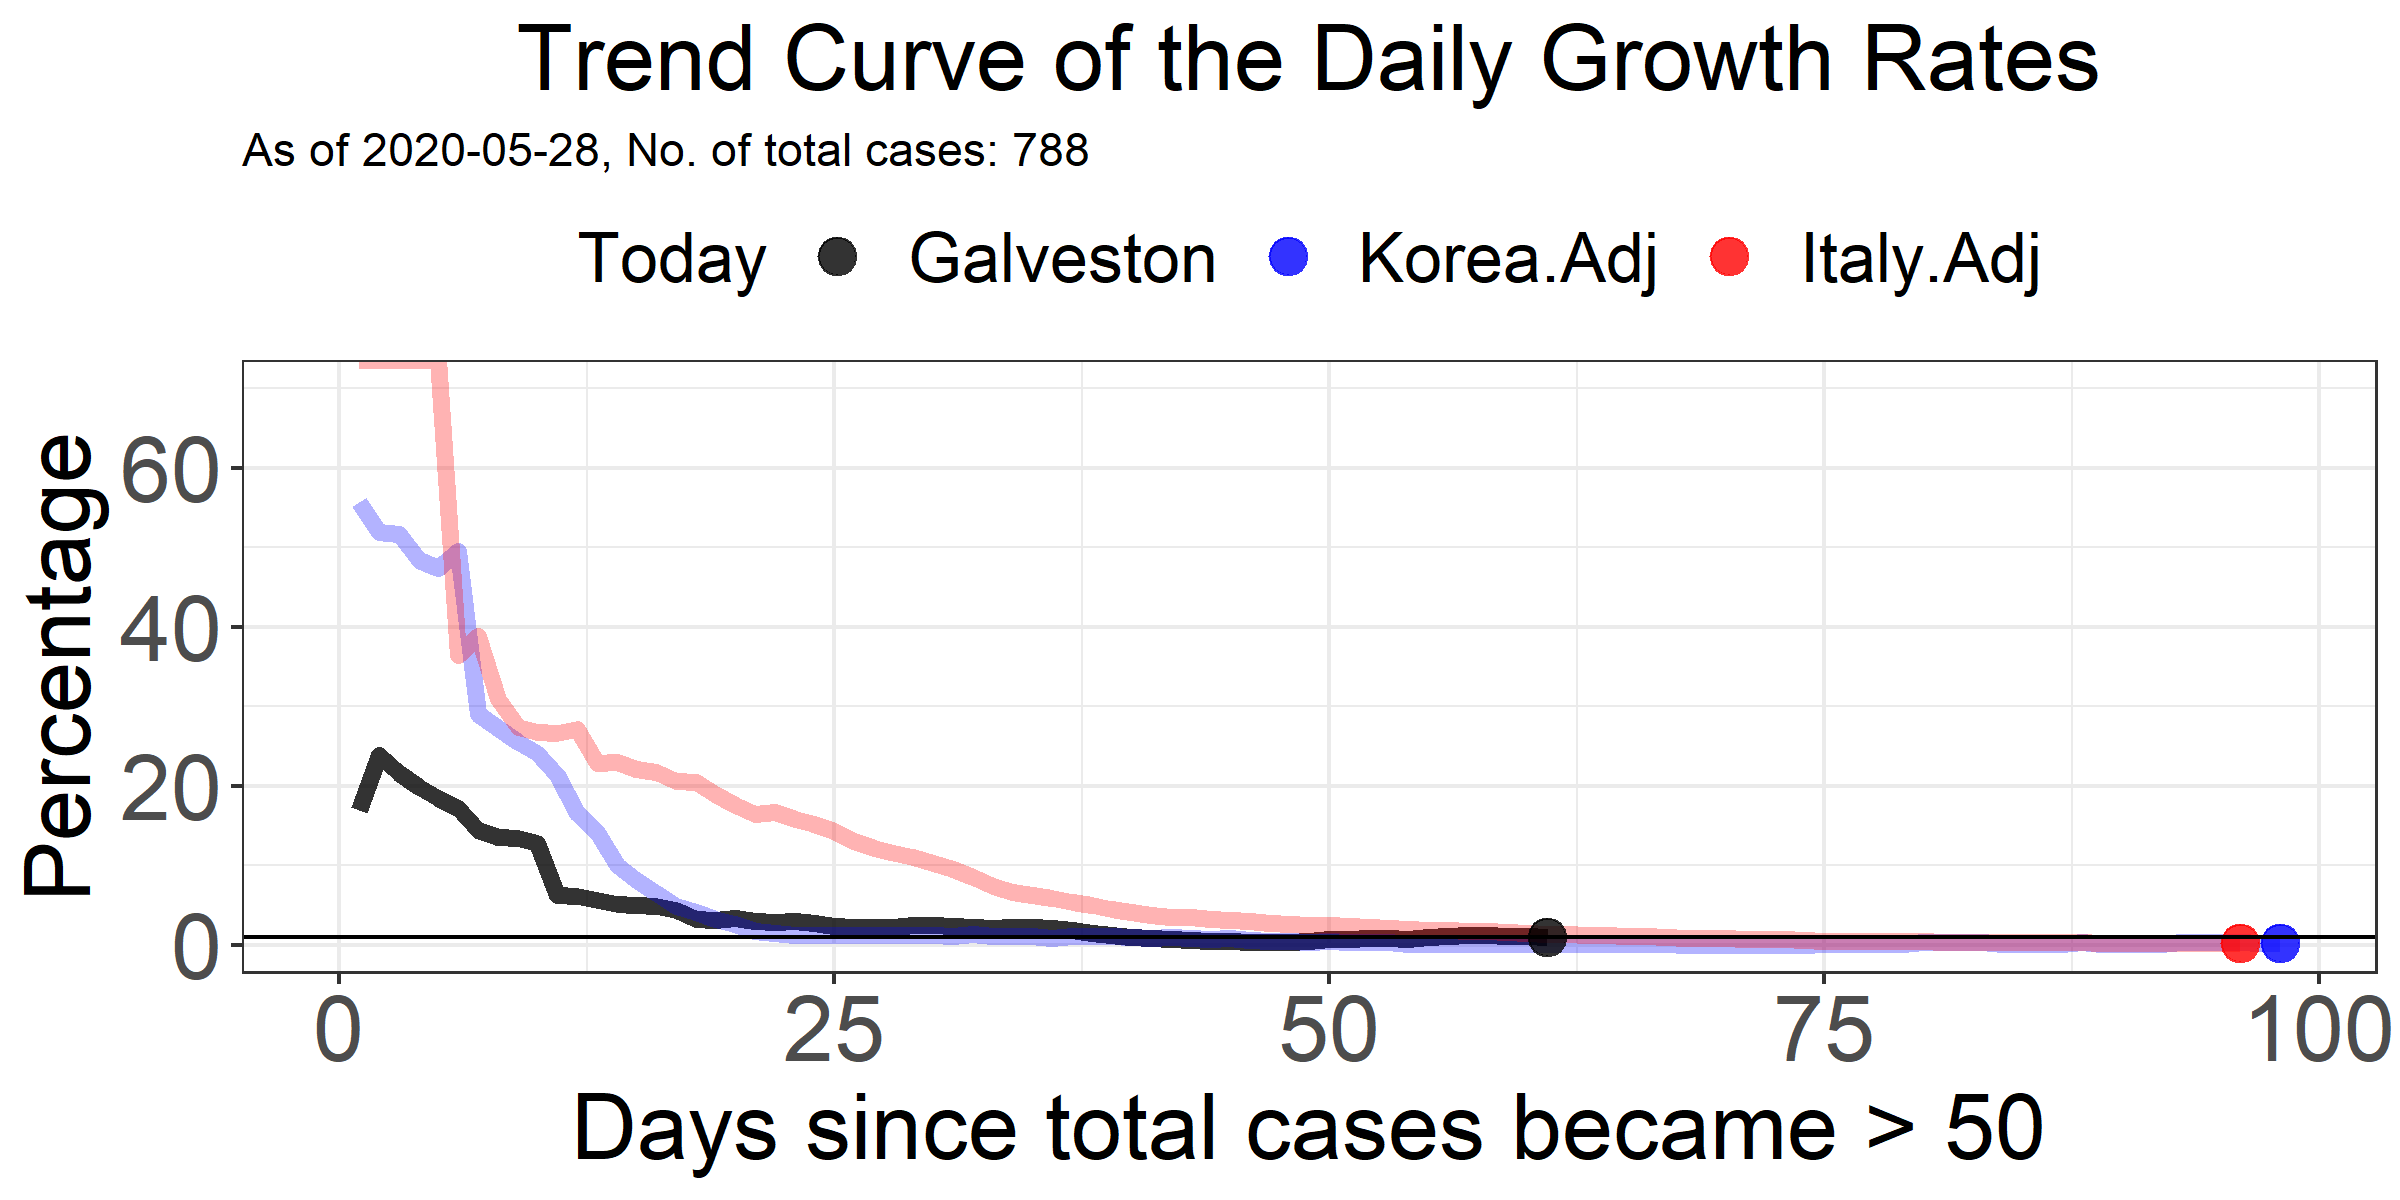 Trend Curve of the Daily Growth Rates
As of 2020-05-28, No. of total cases: 788
Today Galveston Korea.Adj Italy.Adj
Percentage
60
40
20
0
0 25 50 75 100
Days since total cases became > 50